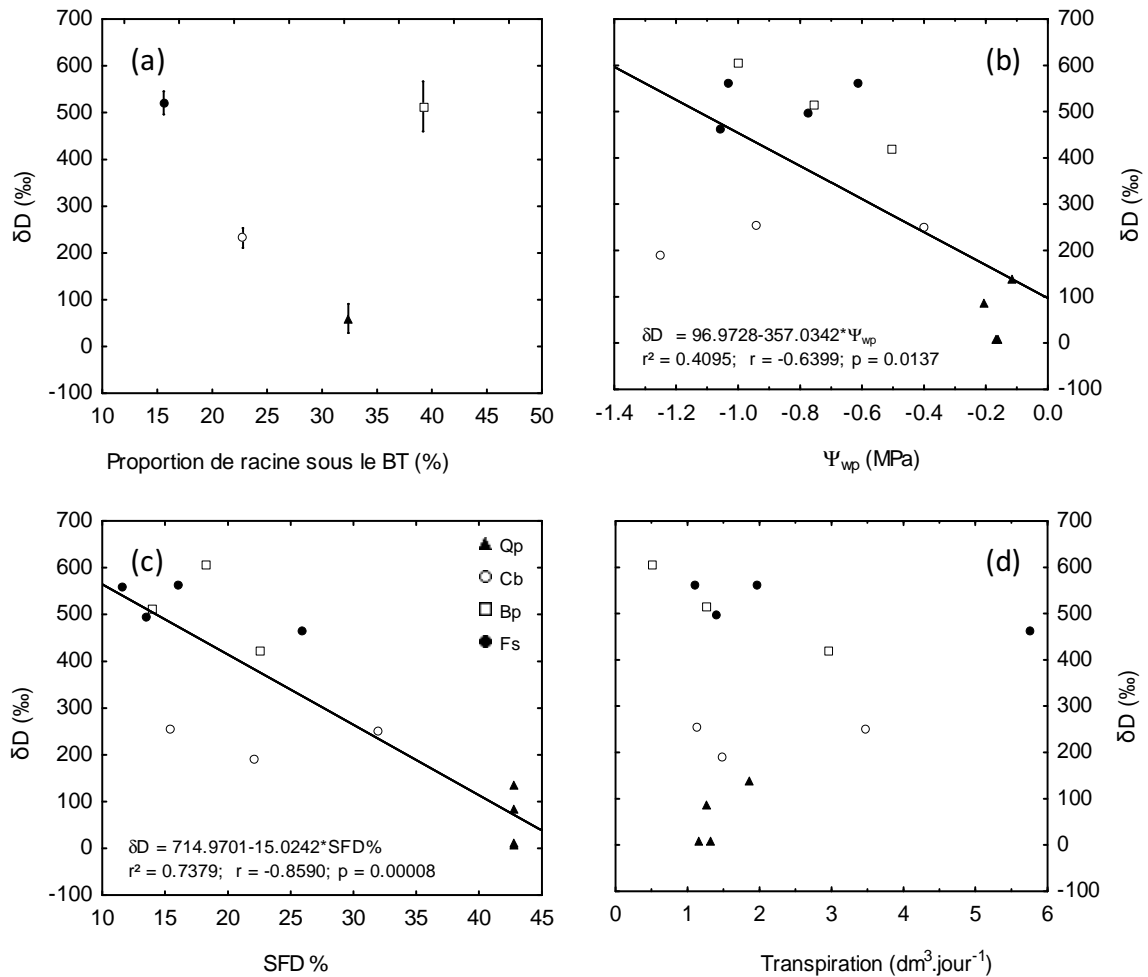 700
600
500
400
300
200
100
0
-100
δD (‰)
(a)
10 15 20 25 30 35 40 45 50
Proportion de racine sous le BT (%)
(b)
700
600
500
400
300
200
100
0
-100
δD (‰)
δD = 96.9728-357.0342*Ψwp
r² = 0.4095; r = -0.6399; p = 0.0137
-1.4 -1.2 -1.0 -0.8 -0.6 -0.4 -0.2 0.0
Ψwp (MPa)
700
600
500
400
300
200
100
0
-100
δD (‰)
(c)
Qp
Cb
Bp
Fs
δD = 714.9701-15.0242*SFD%
r² = 0.7379; r = -0.8590; p = 0.00008
10 15 20 25 30 35 40 45
SFD %
(d)
700
600
500
400
300
200
100
0
-100
δD (‰)
0 1 2 3 4 5 6
Transpiration (dm³.jour⁻¹)